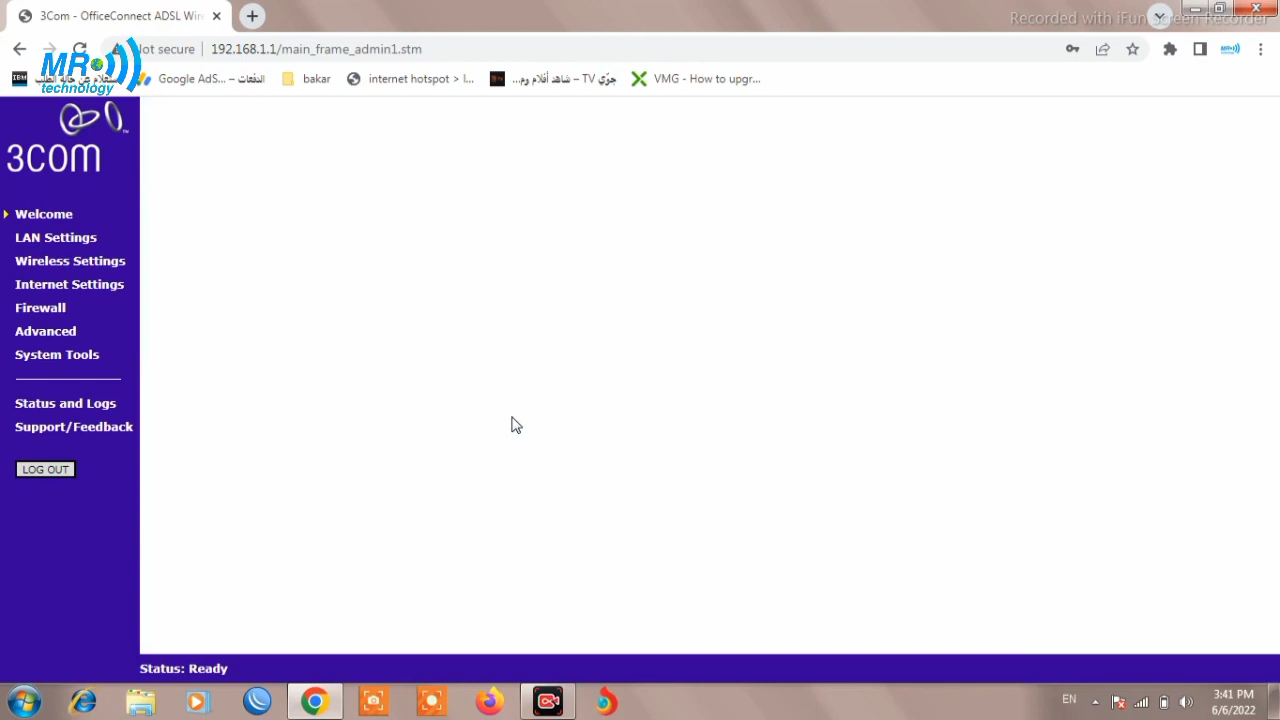 3Com - OfficeConnect ADSL Wir
Recorded with iFun Screen Recorder
Not secure
192.168.1.1/main_frame_admin1.stm
MR
technology
Google AdS... – الدفعات
bakar
internet hotspot > I...
جوّي TV – شاهد أفلام وم...
VMG - How to upgr...
3COM
Welcome
LAN Settings
Wireless Settings
Internet Settings
Firewall
Advanced
System Tools
Status and Logs
Support/Feedback
LOG OUT
Status: Ready
EN
3:41 PM
6/6/2022